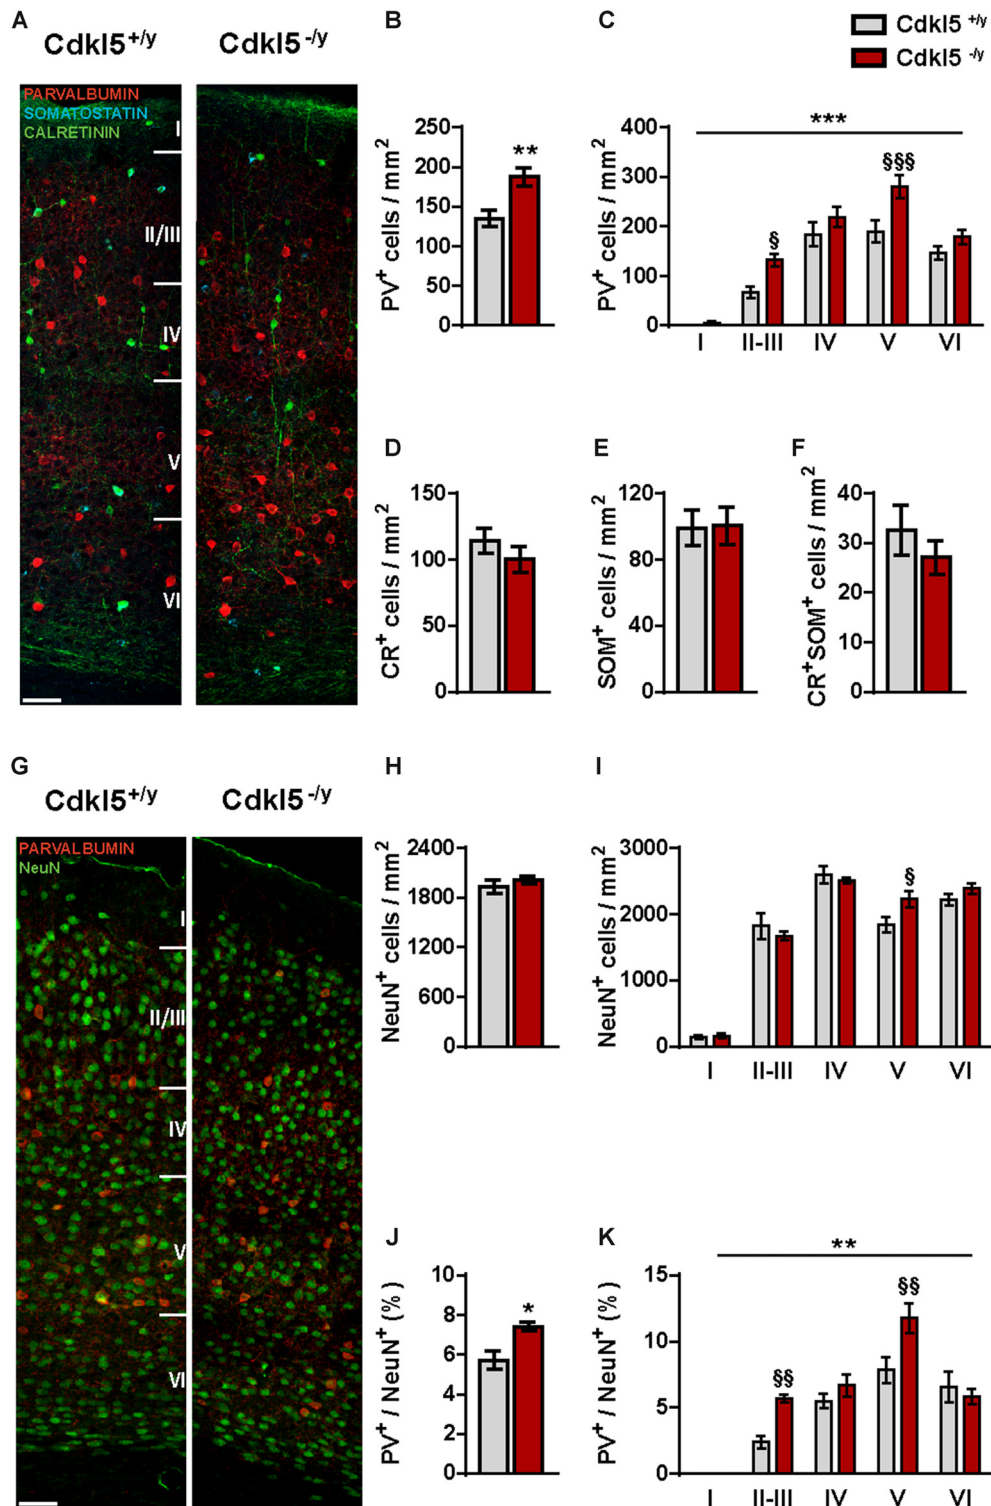 A
Cdkl5+/y
Cdkl5-/y
PARVALBUMIN
SOMATOSTATIN
CALRETININ
I
II/III
IV
V
VI
B
PV+ cells / mm2
250
200
150
100
50
0
**
C
Cdkl5 +/y
Cdkl5 -/y
PV+ cells / mm2
400
300
200
100
0
***
§
§§§
I II-III IV V VI
D
CR+ cells / mm2
150
100
50
0
E
SOM+ cells / mm2
120
80
40
0
F
CR+SOM+ cells / mm2
40
30
20
10
0
G
Cdkl5+/y
Cdkl5-/y
PARVALBUMIN
NeuN
I
II/III
IV
V
VI
H
NeuN+ cells / mm2
2400
1800
1200
600
0
I
NeuN+ cells / mm2
3000
2000
1000
0
§
I II-III IV V VI
J
PV+ / NeuN+ (%)
10
8
6
4
2
0
*
K
PV+ / NeuN+ (%)
15
10
5
0
**
§§
§§
I II-III IV V VI